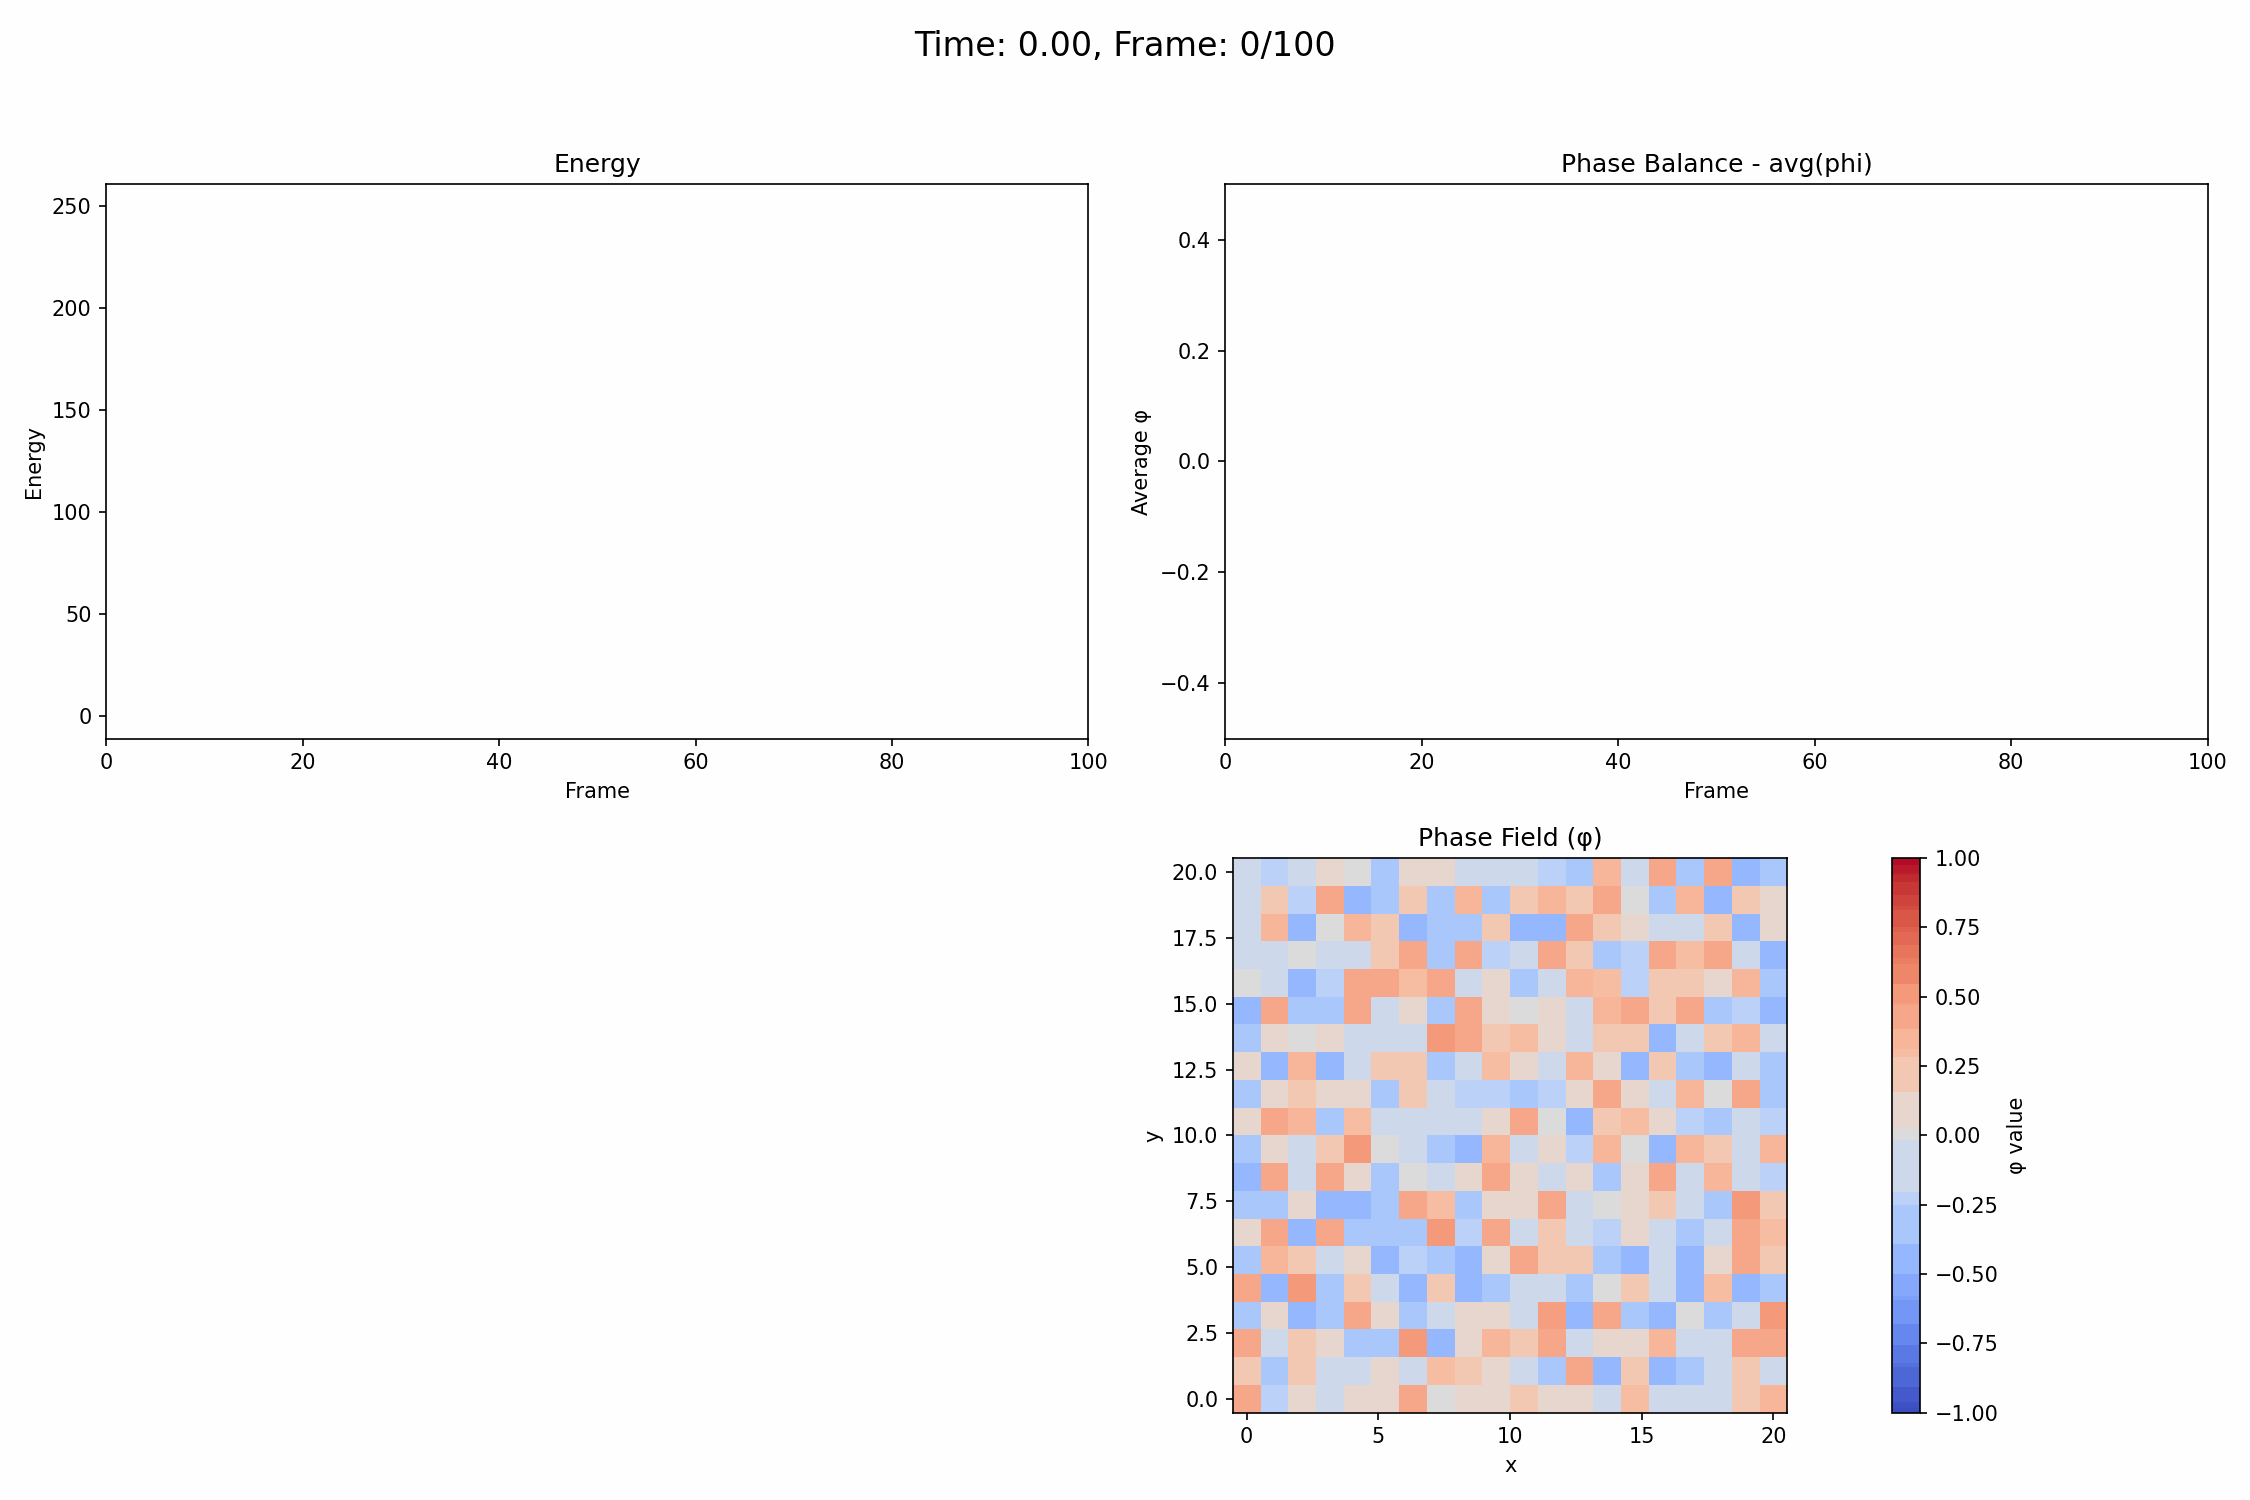 Time: 0.00, Frame: 0/100
Energy
250
200
150
100
50
0
Energy
0 20 40 60 80 100
Frame
Phase Balance - avg(phi)
0.4
0.2
0.0
−0.2
−0.4
Average φ
0 20 40 60 80 100
Frame
Phase Field (φ)
20.0
17.5
15.0
12.5
10.0
7.5
5.0
2.5
0.0
y
0 5 10 15 20
x
1.00
0.75
0.50
0.25
0.00
−0.25
−0.50
−0.75
−1.00
φ value